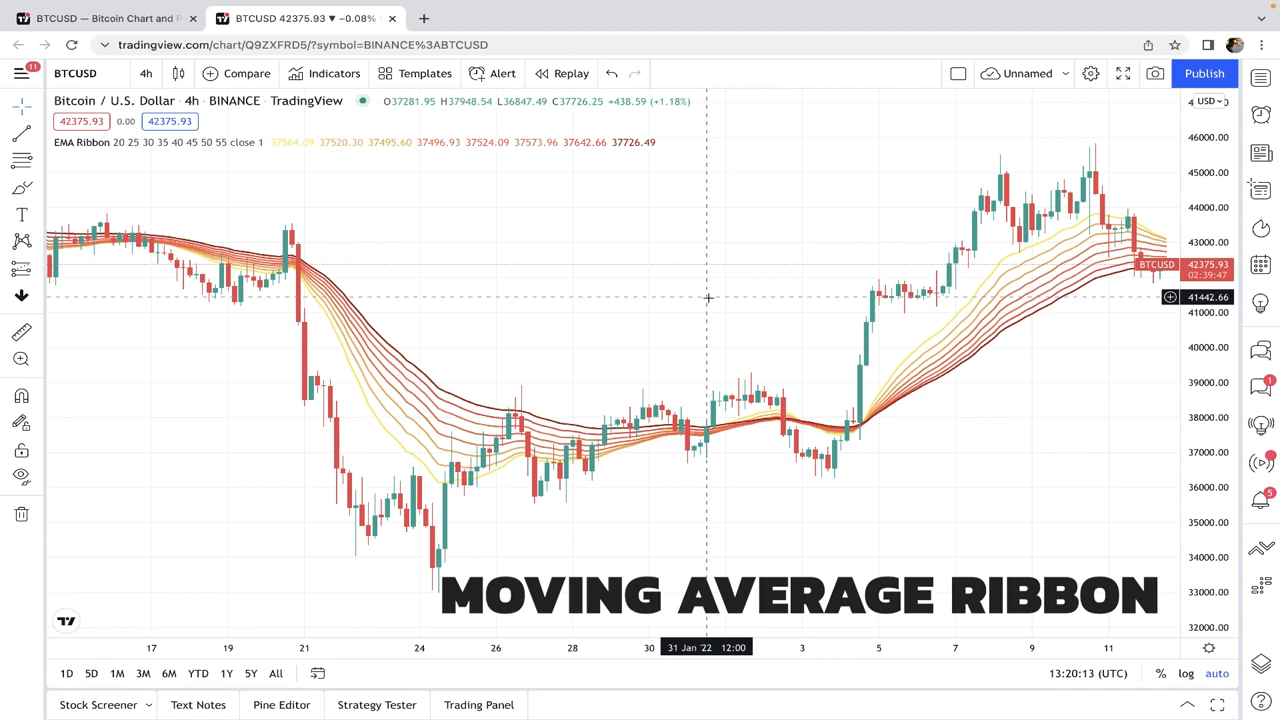 BTCUSD — Bitcoin Chart and P
BTCUSD 42375.93 ▼ −0.08%
tradingview.com/chart/Q9ZXFRD5/?symbol=BINANCE%3ABTCUSD
11
BTCUSD 4h Compare Indicators Templates Alert Replay Unnamed Publish
Bitcoin / U.S. Dollar · 4h · BINANCE · TradingView O37281.95 H37948.54 L36847.49 C37726.25 +438.59 (+1.18%)
USD
42375.93 0.00 42375.93
EMA Ribbon 20 25 30 35 40 45 50 55 close 1 37564.09 37520.30 37495.60 37496.93 37524.09 37573.96 37642.66 37726.49
46000.00
45000.00
44000.00
43000.00
BTCUSD 42375.93
02:39:47
41442.66
41000.00
40000.00
39000.00
38000.00
37000.00
36000.00
35000.00
34000.00
33000.00
32000.00
1
5
MOVING AVERAGE RIBBON
17 19 21 24 26 28 30 31 Jan '22 12:00 3 5 7 9 11
1D 5D 1M 3M 6M YTD 1Y 5Y All 13:20:13 (UTC) % log auto
Stock Screener Text Notes Pine Editor Strategy Tester Trading Panel